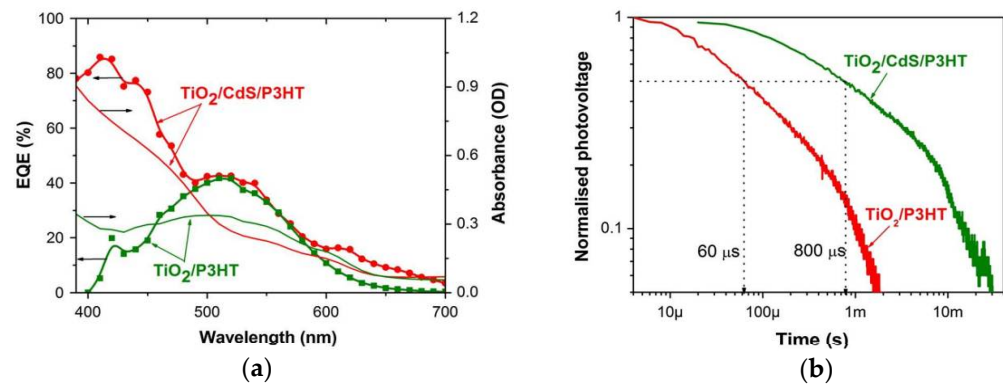 100
80
60
40
20
0
EQE (%)
1.2
0.9
0.6
0.3
0.0
Absorbance (OD)
TiO2/CdS/P3HT
TiO2/P3HT
400 500 600 700
Wavelength (nm)
(a)
Normalised photovoltage
1
0.1
TiO2/CdS/P3HT
TiO2/P3HT
60 µs
800 µs
10µ 100µ 1m 10m
Time (s)
(b)